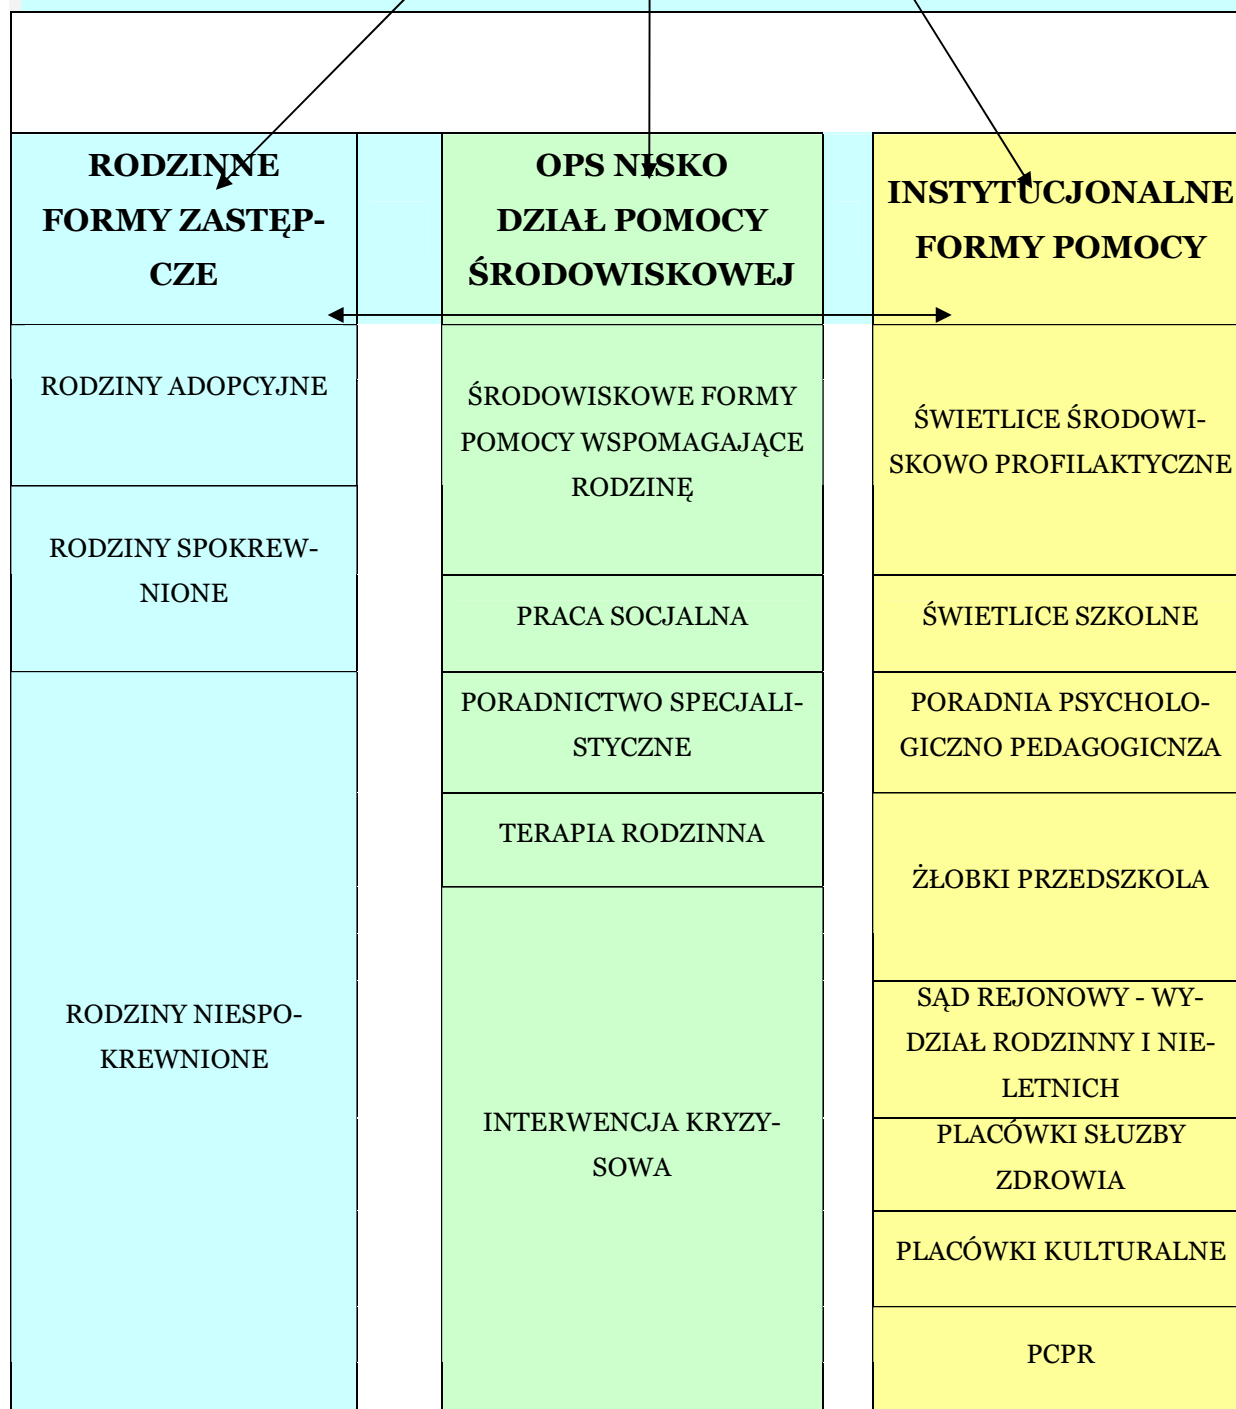 RODZINNE
FORMY ZASTĘP-
CZE
OPS NISKO
DZIAŁ POMOCY
ŚRODOWISKOWEJ
INSTYTUCJONALNE
FORMY POMOCY
RODZINY ADOPCYJNE
RODZINY SPOKREW-
NIONE
RODZINY NIESPO-
KREWNIONE
ŚRODOWISKOWE FORMY
POMOCY WSPOMAGAJĄCE
RODZINĘ
PRACA SOCJALNA
PORADNICTWO SPECJALI-
STYCZNE
TERAPIA RODZINNA
INTERWENCJA KRYZY-
SOWA
ŚWIETLICE ŚRODOWI-
SKOWO PROFILAKTYCZNE
ŚWIETLICE SZKOLNE
PORADNIA PSYCHOLO-
GICZNO PEDAGOGICNZA
ŻŁOBKI PRZEDSZKOLA
SĄD REJONOWY - WY-
DZIAŁ RODZINNY I NIE-
LETNICH
PLACÓWKI SŁUZBY
ZDROWIA
PLACÓWKI KULTURALNE
PCPR